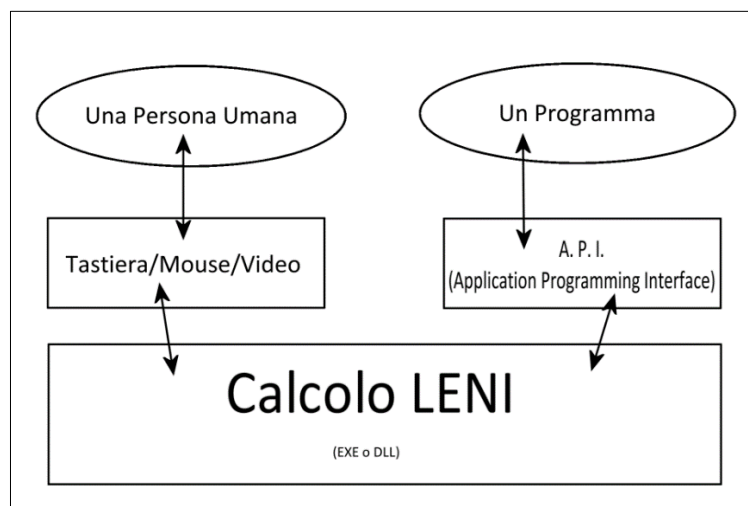 Una Persona Umana
Un Programma
Tastiera/Mouse/Video
A. P. I.
(Application Programming Interface)
Calcolo LENI
(EXE o DLL)